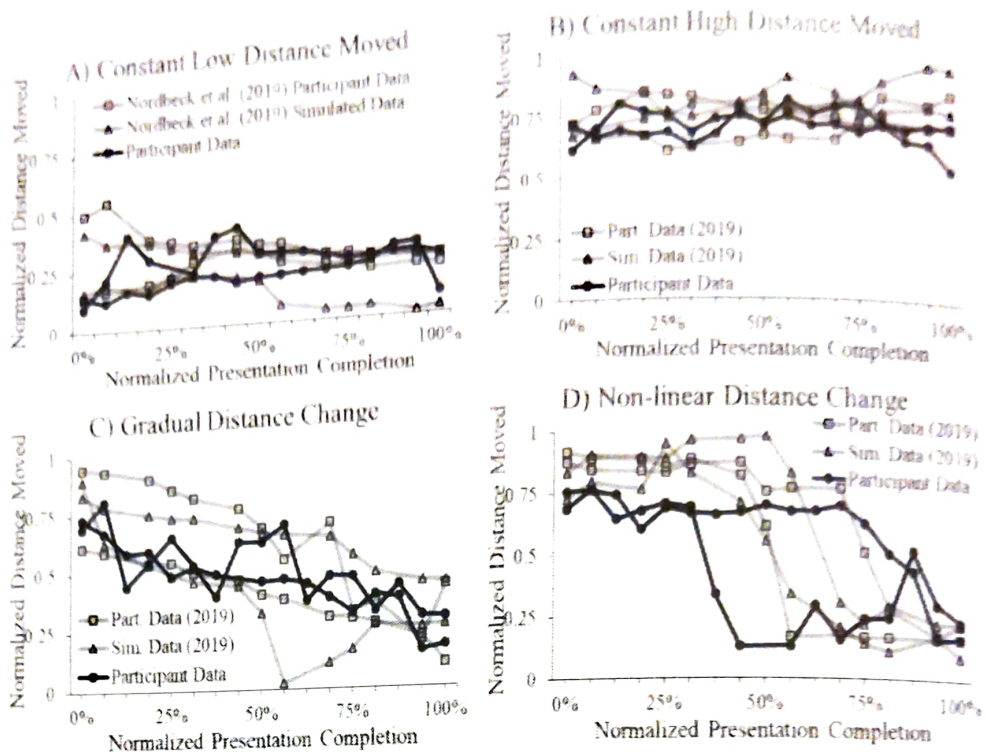 A) Constant Low Distance Moved
Normalized Distance Moved
1
0.75
0.5
0.25
0
Nordbeck et al. (2019) Participant Data
Nordbeck et al. (2019) Simulated Data
Participant Data
0%
25%
50%
75%
100%
Normalized Presentation Completion
B) Constant High Distance Moved
Normalized Distance Moved
1
0.75
0.5
0.25
0
Part. Data (2019)
Sim. Data (2019)
Participant Data
0%
25%
50%
75%
100%
Normalized Presentation Completion
C) Gradual Distance Change
Normalized Distance Moved
1
0.75
0.5
0.25
0
Part. Data (2019)
Sim. Data (2019)
Participant Data
0%
25%
50%
75%
100%
Normalized Presentation Completion
D) Non-linear Distance Change
Normalized Distance Moved
1
0.75
0.5
0.25
0
Part. Data (2019)
Sim. Data (2019)
Participant Data
0%
25%
50%
75%
100%
Normalized Presentation Completion